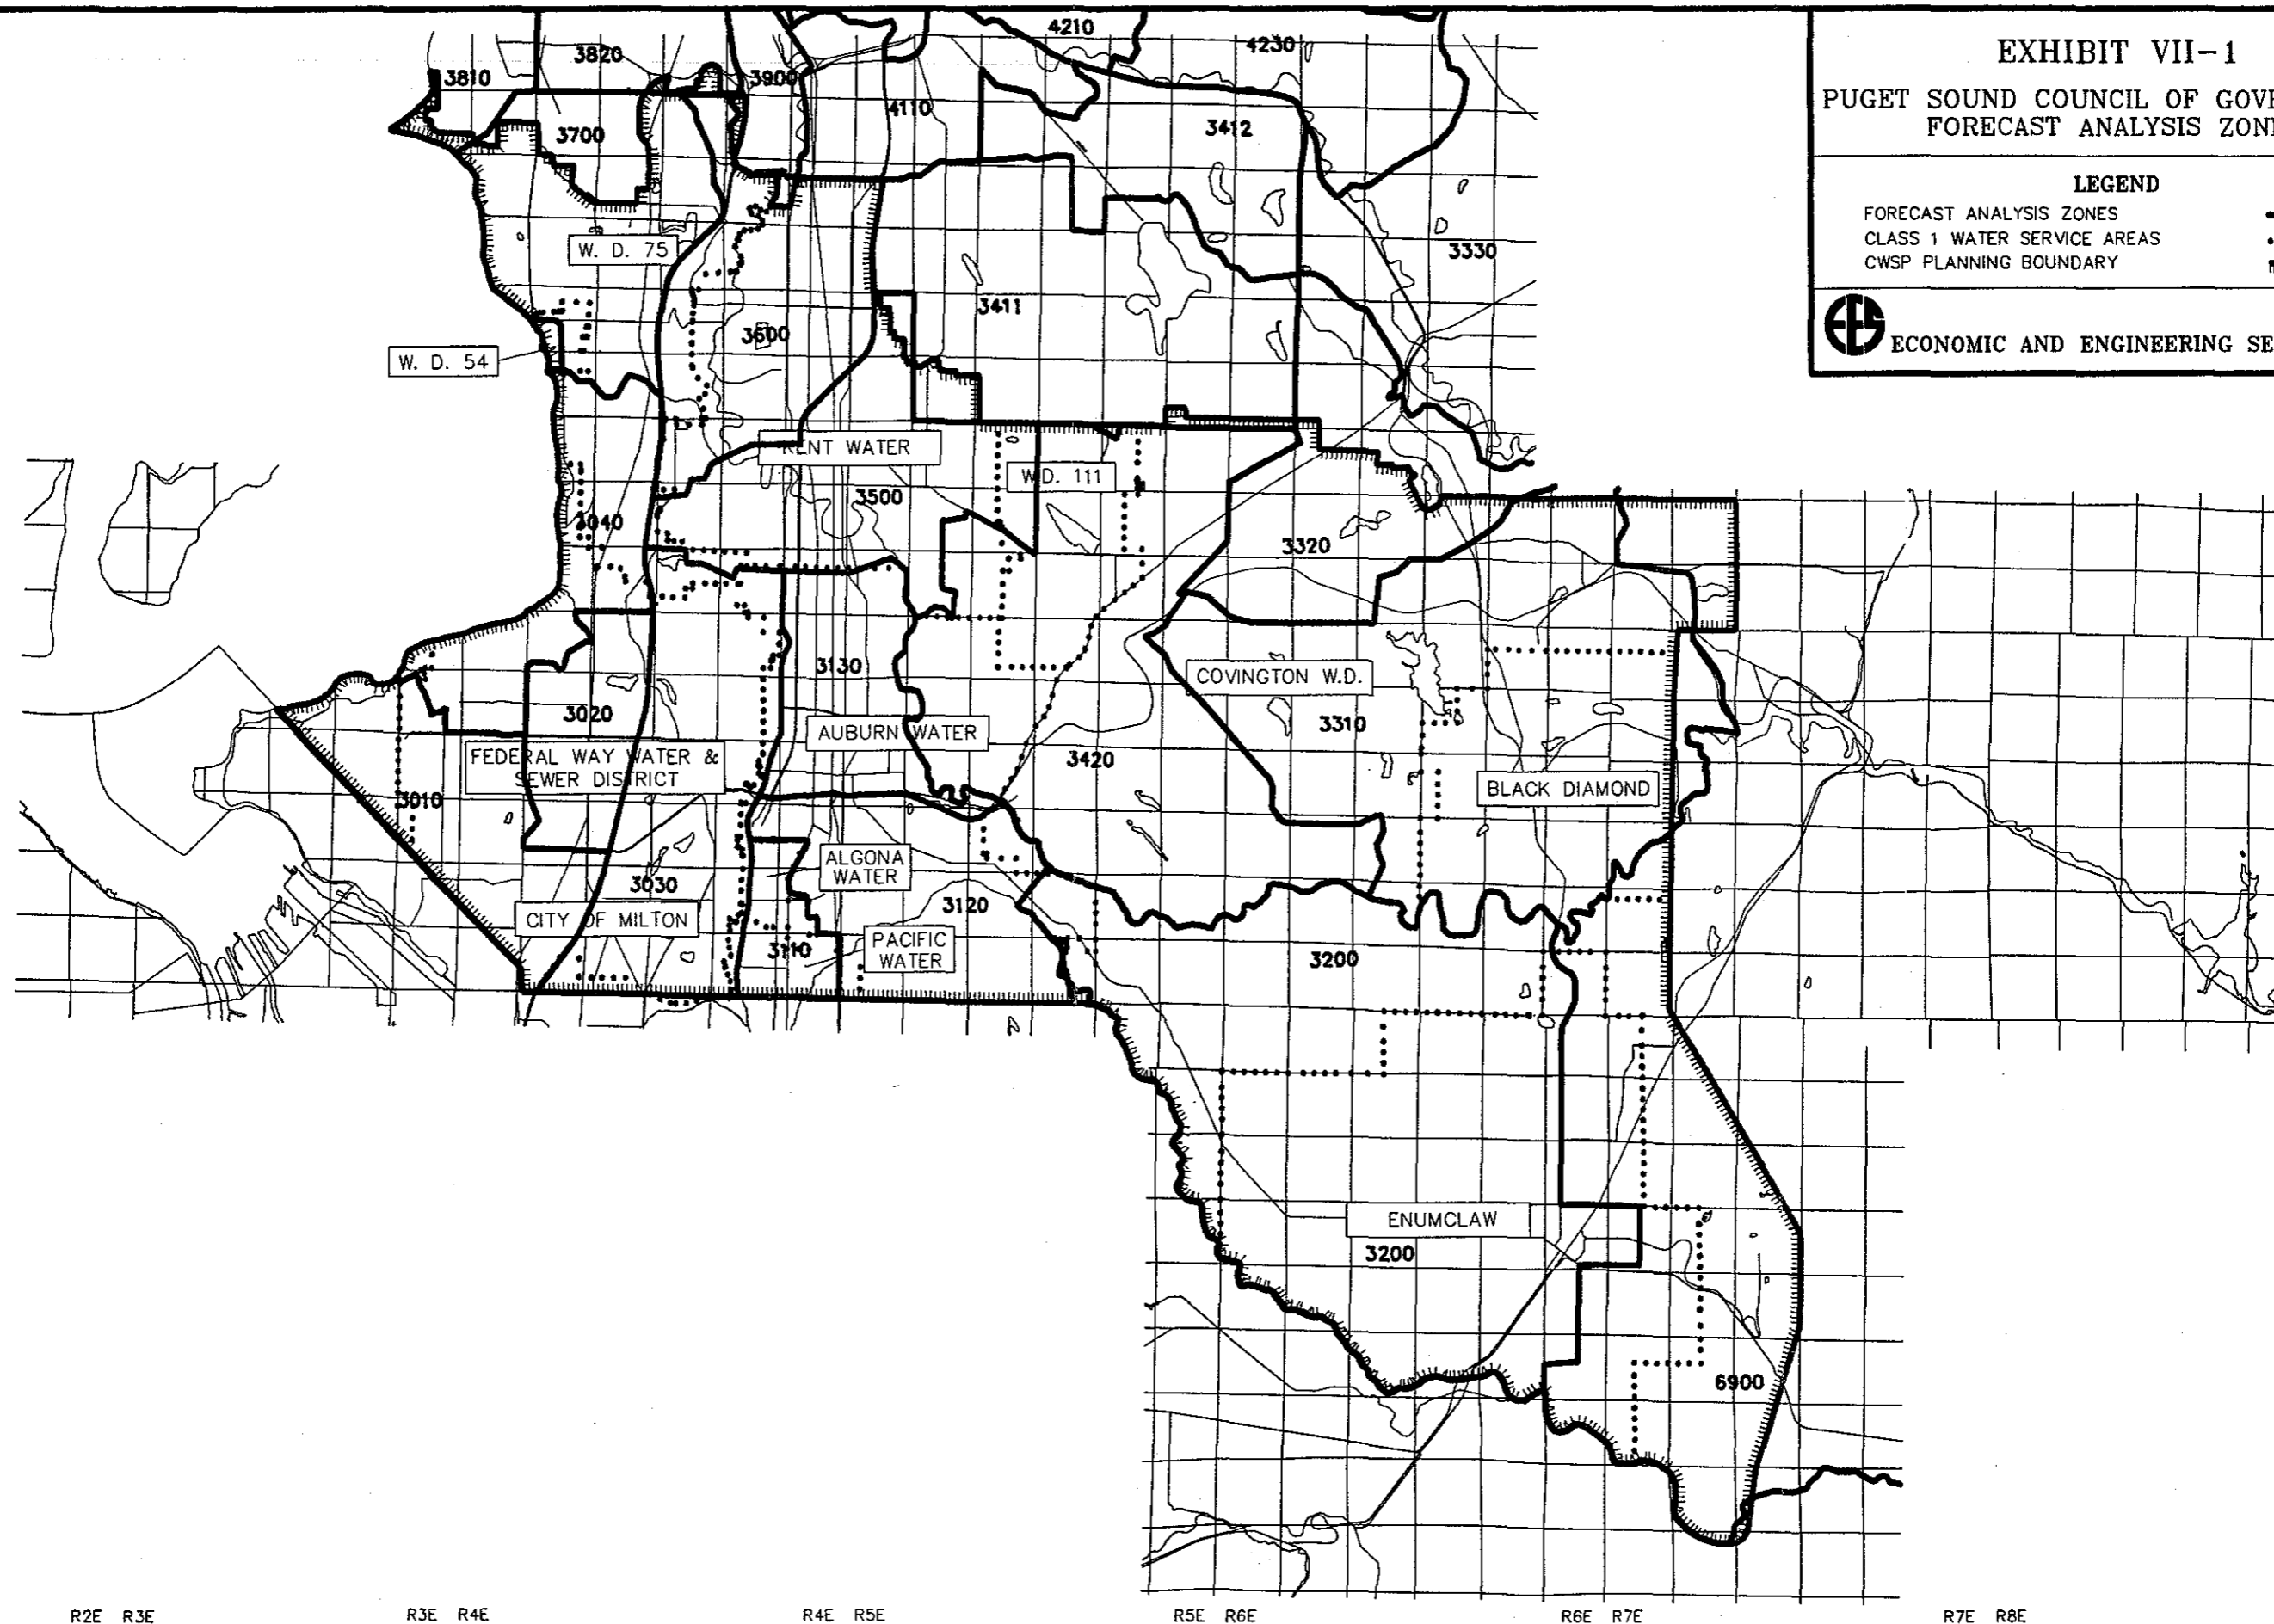 EXHIBIT VII-1
PUGET SOUND COUNCIL OF
FORECAST ANALYSIS
LEGEND
FORECAST ANALYSIS ZONES
CLASS 1 WATER SERVICE AREAS
CWSP PLANNING BOUNDARY
EES
ECONOMIC AND ENGINEERING
4210
4230
3820
3810
3900
4110
3412
3700
3330
W. D. 75
3411
3600
W. D. 54
KENT WATER
W.D. 111
3500
3040
3320
3130
COVINGTON W.D.
3020
3310
AUBURN WATER
FEDERAL WAY WATER &
SEWER DISTRICT
3420
BLACK DIAMOND
3010
ALGONA
WATER
3030
3120
CITY OF MILTON
3110
PACIFIC
WATER
3200
ENUMCLAW
3200
6900
R2E R3E
R3E R4E
R4E R5E
R5E R6E
R6E R7E
R7E R8E